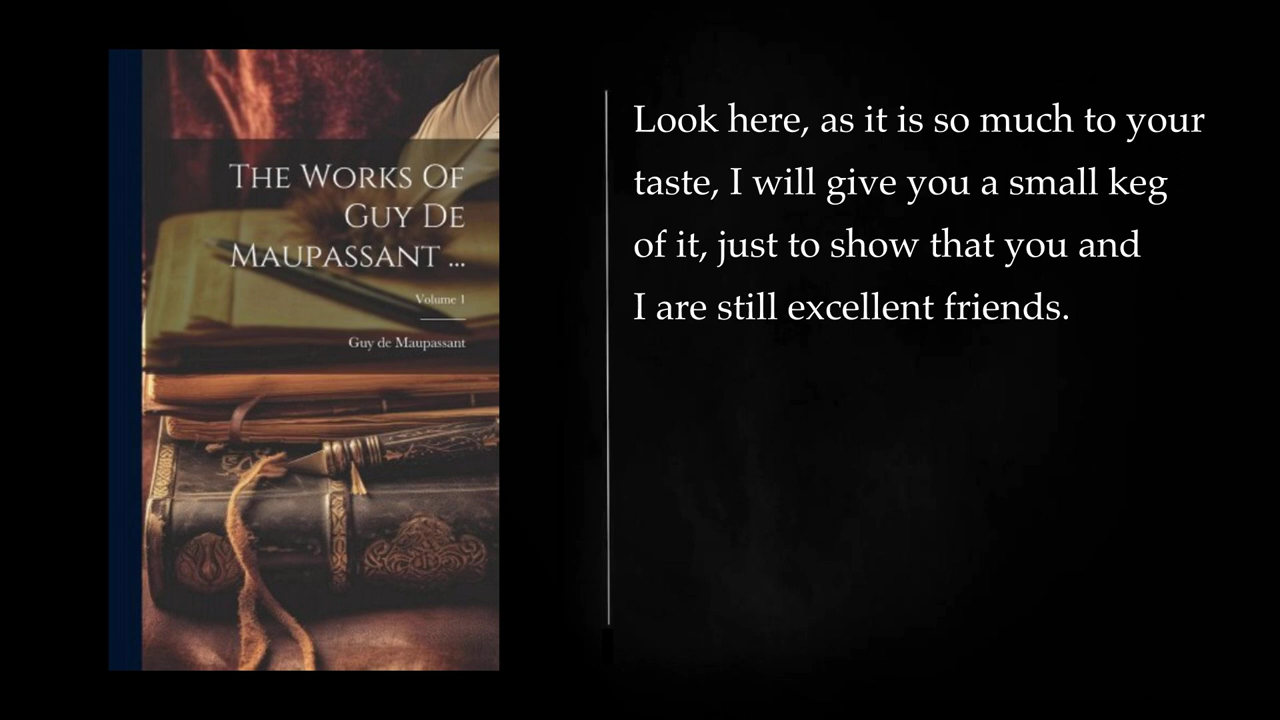 The Works Of
Guy De
Maupassant ...
Volume 1
Guy de Maupassant
Look here, as it is so much to your
taste, I will give you a small keg
of it, just to show that you and
I are still excellent friends.